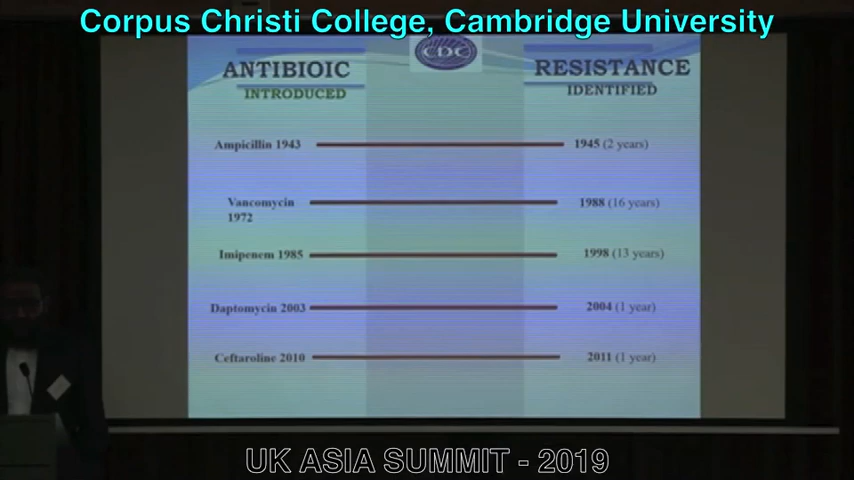 Corpus Christi College, Cambridge University
CDC
ANTIBIOIC
INTRODUCED
RESISTANCE
IDENTIFIED
Ampicillin 1943
1945 (2 years)
Vancomycin
1972
1988 (16 years)
Imipenem 1985
1998 (13 years)
Daptomycin 2003
2004 (1 year)
Ceftaroline 2010
2011 (1 year)
UK ASIA SUMMIT - 2019